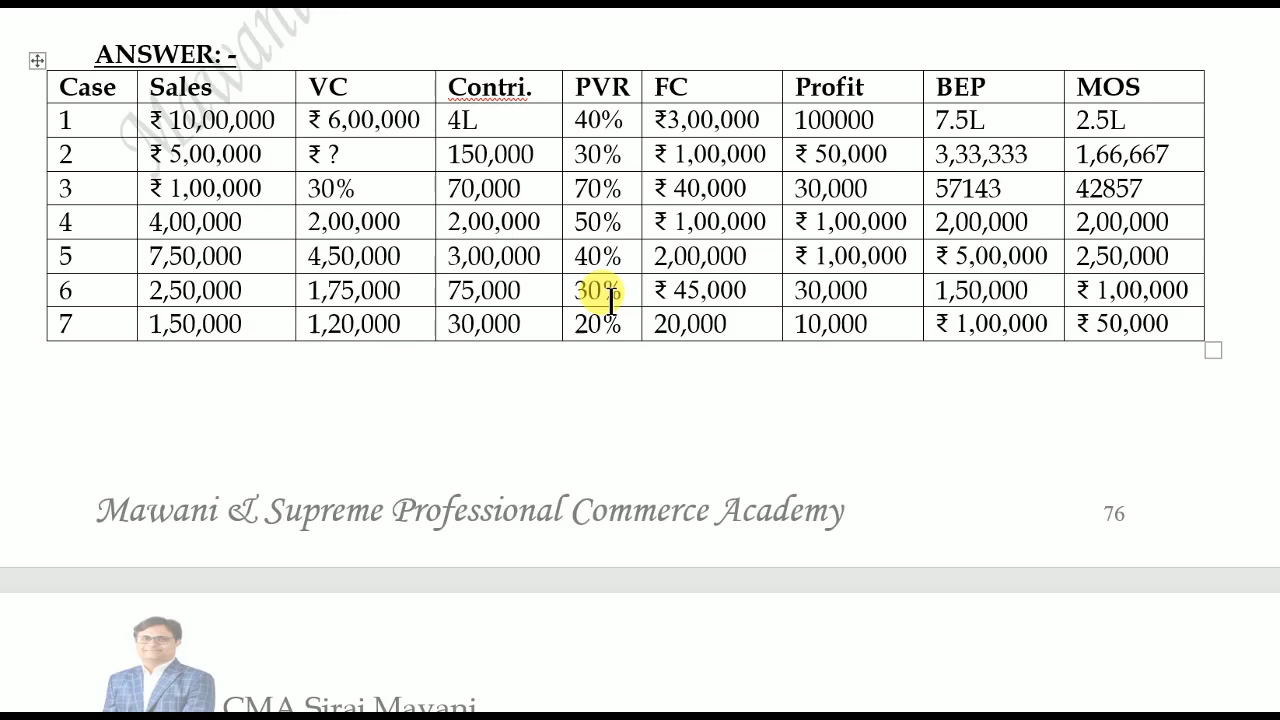 Mawani
ANSWER: -
Case Sales VC Contri. PVR FC Profit BEP MOS
1 ₹ 10,00,000 ₹ 6,00,000 4L 40% ₹3,00,000 100000 7.5L 2.5L
2 ₹ 5,00,000 ₹ ? 150,000 30% ₹ 1,00,000 ₹ 50,000 3,33,333 1,66,667
3 ₹ 1,00,000 30% 70,000 70% ₹ 40,000 30,000 57143 42857
4 4,00,000 2,00,000 2,00,000 50% ₹ 1,00,000 ₹ 1,00,000 2,00,000 2,00,000
5 7,50,000 4,50,000 3,00,000 40% 2,00,000 ₹ 1,00,000 ₹ 5,00,000 2,50,000
6 2,50,000 1,75,000 75,000 30% ₹ 45,000 30,000 1,50,000 ₹ 1,00,000
7 1,50,000 1,20,000 30,000 20% 20,000 10,000 ₹ 1,00,000 ₹ 50,000
Mawani & Supreme Professional Commerce Academy 76
CMA Siraj Mavani